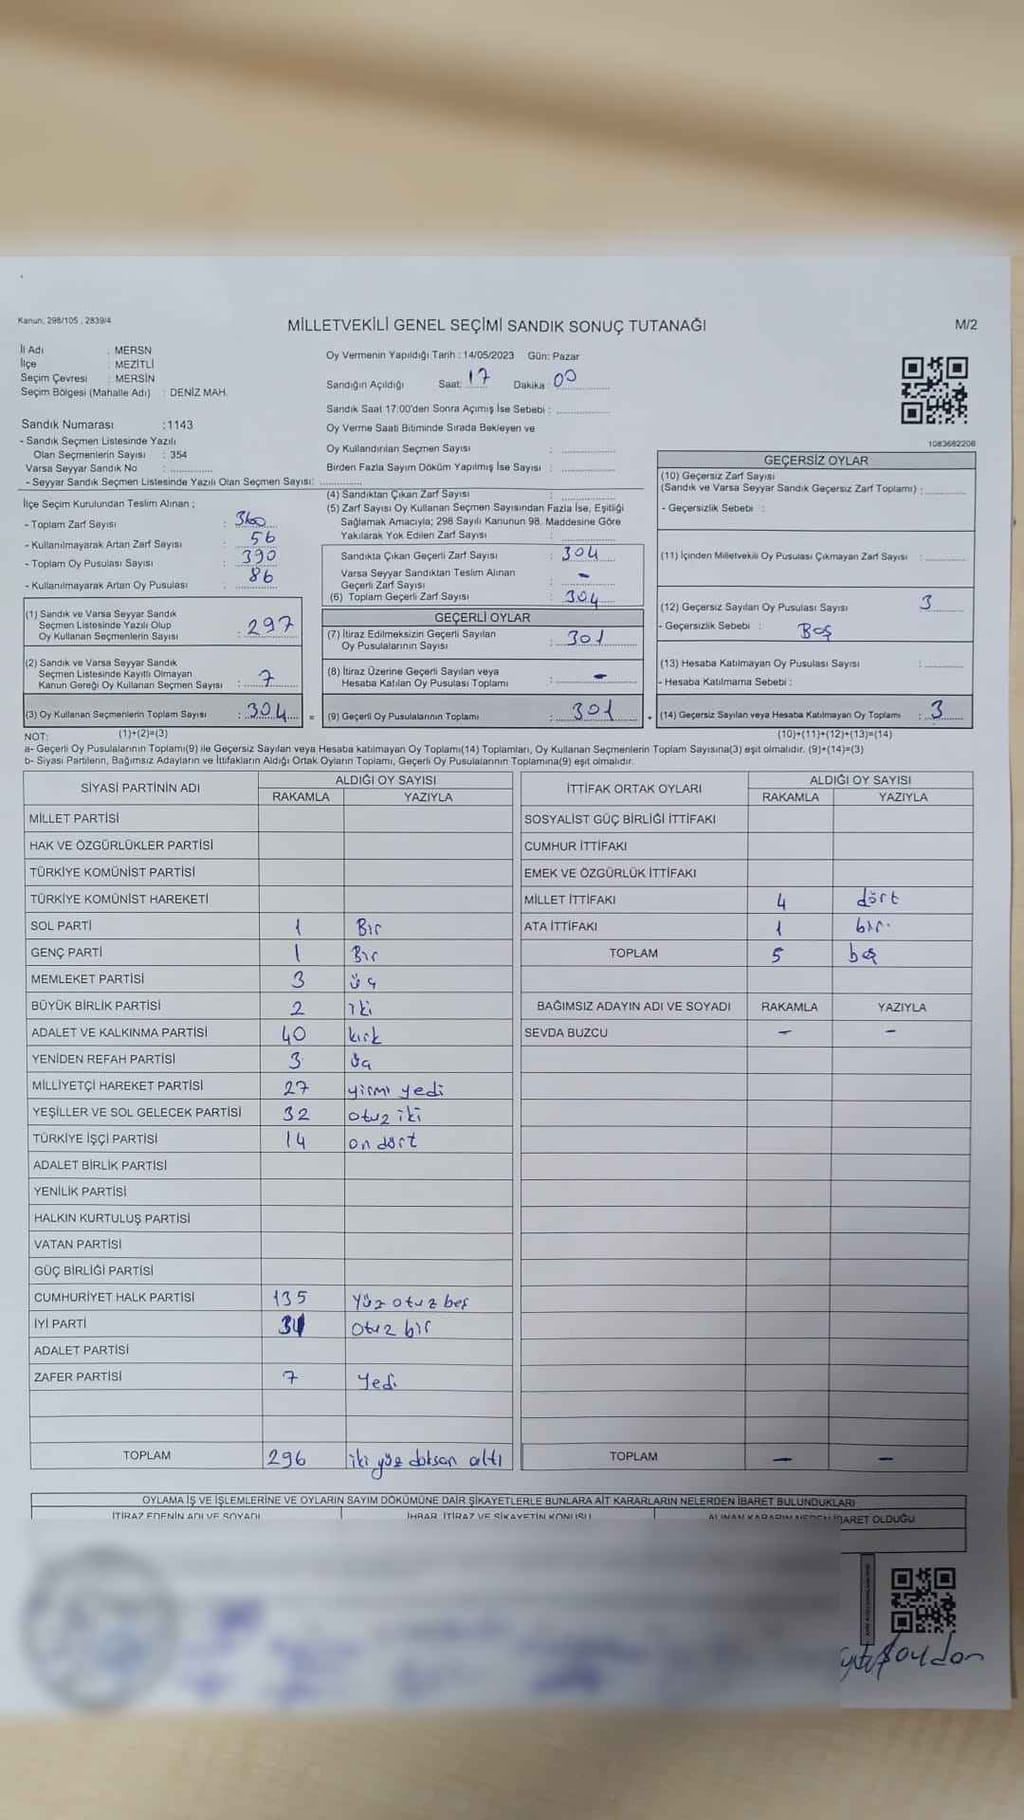 Kanun, 298/105 , 2839/4
MİLLETVEKİLİ GENEL SEÇİMİ SANDIK SONUÇ TUTANAĞI
M/2
İl Adı : MERSN
İlçe : MEZİTLİ
Seçim Çevresi : MERSİN
Seçim Bölgesi (Mahalle Adı) : DENİZ MAH.
Sandık Numarası :1143
- Sandık Seçmen Listesinde Yazılı
Olan Seçmenlerin Sayısı : 354
Varsa Seyyar Sandık No : ..............
- Seyyar Sandık Seçmen Listesinde Yazılı Olan Seçmen Sayısı: ..............
İlçe Seçim Kurulundan Teslim Alınan ;
- Toplam Zarf Sayısı : 360
- Kullanılmayarak Artan Zarf Sayısı : 56
- Toplam Oy Pusulası Sayısı : 390
- Kullanılmayarak Artan Oy Pusulası : 86
(1) Sandık ve Varsa Seyyar Sandık
Seçmen Listesinde Yazılı Olup
Oy Kullanan Seçmenlerin Sayısı : 297
(2) Sandık ve Varsa Seyyar Sandık
Seçmen Listesinde Kayıtlı Olmayan
Kanun Gereği Oy Kullanan Seçmen Sayısı : 7
(3) Oy Kullanan Seçmenlerin Toplam Sayısı : 304 =
(1)+(2)=(3)
Oy Vermenin Yapıldığı Tarih : 14/05/2023 Gün: Pazar
Sandığın Açıldığı Saat: 17 Dakika : 00
Sandık Saat 17:00'den Sonra Açımış İse Sebebi : ..............
Oy Verme Saati Bitiminde Sırada Bekleyen ve
Oy Kullandırılan Seçmen Sayısı : ..............
Birden Fazla Sayım Döküm Yapılmış İse Sayısı : ..............
(4) Sandıktan Çıkan Zarf Sayısı : ..............
(5) Zarf Sayısı Oy Kullanan Seçmen Sayısından Fazla İse, Eşitliği
Sağlamak Amacıyla; 298 Sayılı Kanunun 98. Maddesine Göre
Yakılarak Yok Edilen Zarf Sayısı : ..............
Sandıkta Çıkan Geçerli Zarf Sayısı : 304
Varsa Seyyar Sandıktan Teslim Alınan
Geçerli Zarf Sayısı : -
(6) Toplam Geçerli Zarf Sayısı : 304
GEÇERLİ OYLAR
(7) İtiraz Edilmeksizin Geçerli Sayılan
Oy Pusulalarının Sayısı : 301
(8) İtiraz Üzerine Geçerli Sayılan veya
Hesaba Katılan Oy Pusulası Toplamı : -
(9) Geçerli Oy Pusulalarının Toplamı : 301 +
1083682208
GEÇERSİZ OYLAR
(10) Geçersiz Zarf Sayısı
(Sandık ve Varsa Seyyar Sandık Geçersiz Zarf Toplamı) : ..............
- Geçersizlik Sebebi :
(11) İçinden Milletvekili Oy Pusulası Çıkmayan Zarf Sayısı : ..............
(12) Geçersiz Sayılan Oy Pusulası Sayısı 3
- Geçersizlik Sebebi : Boş
(13) Hesaba Katılmayan Oy Pusulası Sayısı : ..............
- Hesaba Katılmama Sebebi :
(14) Geçersiz Sayılan veya Hesaba Katılmayan Oy Toplamı : 3
(10)+(11)+(12)+(13)=(14)
NOT:
a- Geçerli Oy Pusulalarının Toplamı(9) ile Geçersiz Sayılan veya Hesaba katılmayan Oy Toplamı(14) Toplamları, Oy Kullanan Seçmenlerin Toplam Sayısına(3) eşit olmalıdır. (9)+(14)=(3)
b- Siyasi Partilerin, Bağımsız Adayların ve İttifakların Aldığı Ortak Oyların Toplamı, Geçerli Oy Pusulalarının Toplamına(9) eşit olmalıdır.
SİYASİ PARTİNİN ADI ALDIĞI OY SAYISI
RAKAMLA YAZIYLA
MİLLET PARTİSİ
HAK VE ÖZGÜRLÜKLER PARTİSİ
TÜRKİYE KOMÜNİST PARTİSİ
TÜRKİYE KOMÜNİST HAREKETİ
SOL PARTİ 1 Bir
GENÇ PARTİ 1 Bir
MEMLEKET PARTİSİ 3 üç
BÜYÜK BİRLİK PARTİSİ 2 iki
ADALET VE KALKINMA PARTİSİ 40 kırk
YENİDEN REFAH PARTİSİ 3 üç
MİLLİYETÇİ HAREKET PARTİSİ 27 yirmi yedi
YEŞİLLER VE SOL GELECEK PARTİSİ 32 otuz iki
TÜRKİYE İŞÇİ PARTİSİ 14 on dört
ADALET BİRLİK PARTİSİ
YENİLİK PARTİSİ
HALKIN KURTULUŞ PARTİSİ
VATAN PARTİSİ
GÜÇ BİRLİĞİ PARTİSİ
CUMHURİYET HALK PARTİSİ 135 Yüz otuz beş
İYİ PARTİ 31 Otuz bir
ADALET PARTİSİ
ZAFER PARTİSİ 7 Yedi
TOPLAM 296 iki yüz doksan altı
İTTİFAK ORTAK OYLARI ALDIĞI OY SAYISI
RAKAMLA YAZIYLA
SOSYALİST GÜÇ BİRLİĞİ İTTİFAKI
CUMHUR İTTİFAKI
EMEK VE ÖZGÜRLÜK İTTİFAKI
MİLLET İTTİFAKI 4 dört
ATA İTTİFAKI 1 bir.
TOPLAM 5 beş
BAĞIMSIZ ADAYIN ADI VE SOYADI RAKAMLA YAZIYLA
SEVDA BUZCU - -
TOPLAM - -
OYLAMA İŞ VE İŞLEMLERİNE VE OYLARIN SAYIM DÖKÜMÜNE DAİR ŞİKAYETLERLE BUNLARA AİT KARARLARIN NELERDEN İBARET BULUNDUKLARI
İTİRAZ EDENİN ADI VE SOYADI İHBAR, İTİRAZ VE ŞİKAYETİN KONUSU ALINAN KARARIN NEDEN İBARET OLDUĞU